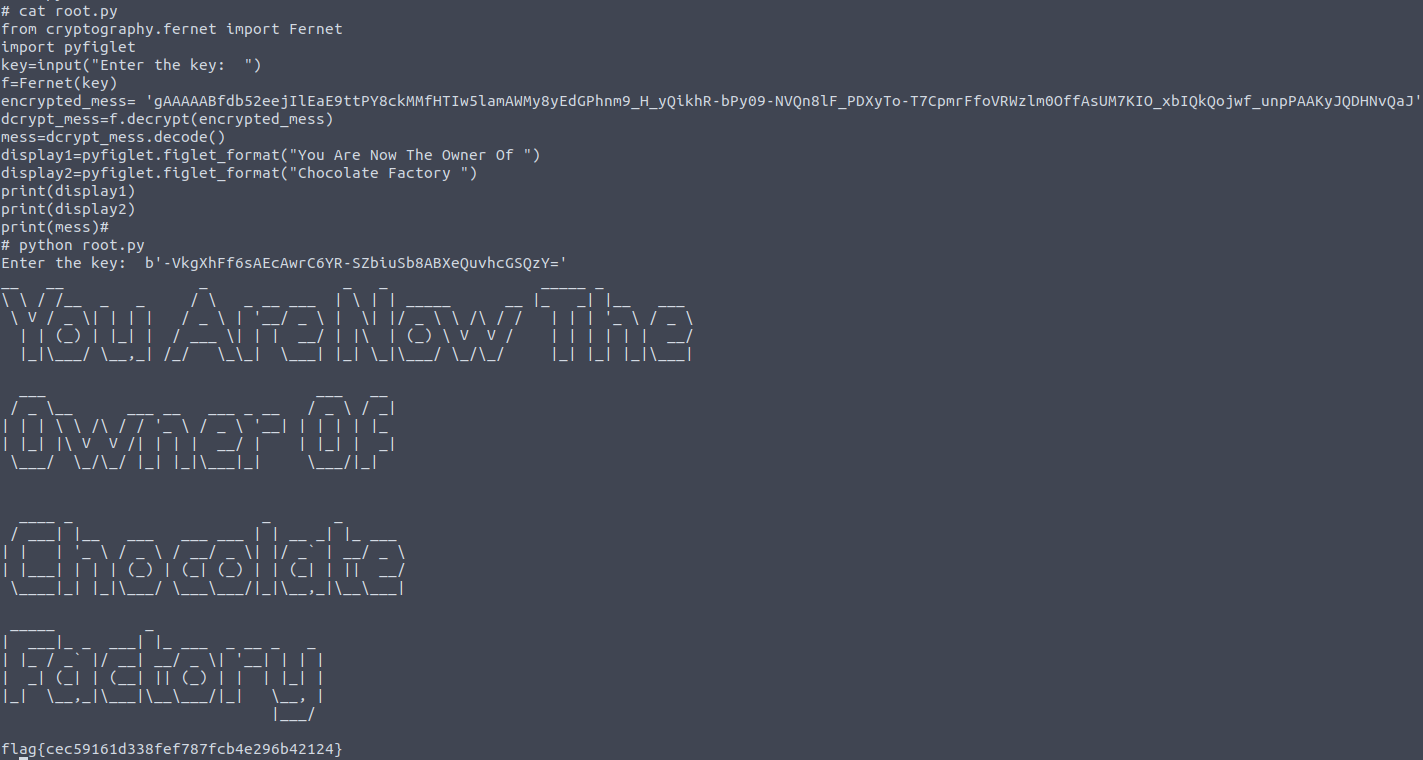 # cat root.py
from cryptography.fernet import Fernet
import pyfiglet
key=input("Enter the key:  ")
f=Fernet(key)
encrypted_mess= 'gAAAAABfdb52eejIlEaE9ttPY8ckMMfHTIw5lamAWMy8yEdGPhnm9_H_yQikhR-bPy09-NVQn8lF_PDXyTo-T7CpmrFfoVRWzlm0OffAsUM7KIO_xbIQkQojwf_unpPAAKyJQDHNvQaJ'
dcrypt_mess=f.decrypt(encrypted_mess)
mess=dcrypt_mess.decode()
display1=pyfiglet.figlet_format("You Are Now The Owner Of ")
display2=pyfiglet.figlet_format("Chocolate Factory ")
print(display1)
print(display2)
print(mess)#
# python root.py
Enter the key:  b'-VkgXhFf6sAEcAwrC6YR-SZbiuSb8ABXeQuvhcGSQzY='
You Are Now The
Owner Of
Chocolate
Factory
flag{cec59161d338fef787fcb4e296b42124}